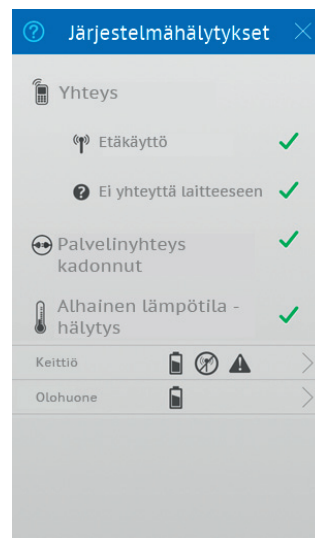 Järjestelmähälytykset
Yhteys
Etäkäyttö
Ei yhteyttä laitteeseen
Palvelinyhteys
kadonnut
Alhainen lämpötila -
hälytys
Keittiö
Olohuone